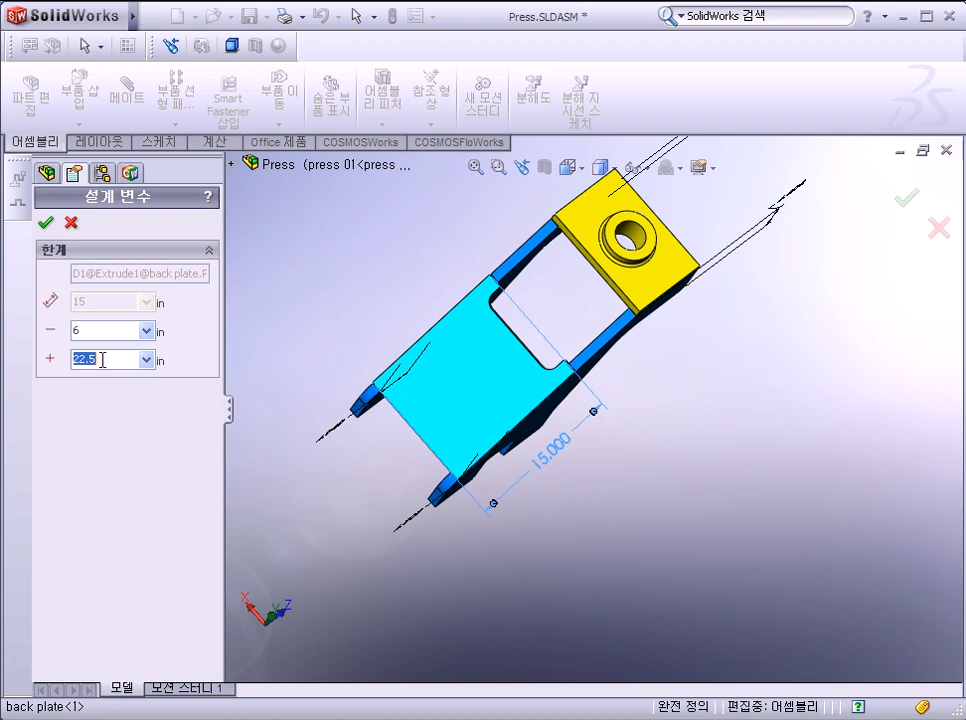 SolidWorks
Press.SLDASM *
SolidWorks 검색
파트 편집
부품 삽입
메이트
부품 선형 패...
Smart Fastener 삽입
부품 이동
숨은 부품 표시
어셈블리 피처
참조 형상
새 모션 스터디
분해도
분해 지시선 스케치
어셈블리
레이아웃
스케치
계산
Office 제품
COSMOSWorks
COSMOSFloWorks
Press (press 01<press ...
설계 변수
?
한계
D1@Extrude1@back plate.F
15 in
6 in
22.5 in
15.000
X
Y
Z
모델
모션 스터디 1
back plate<1>
완전 정의
편집중: 어셈블리